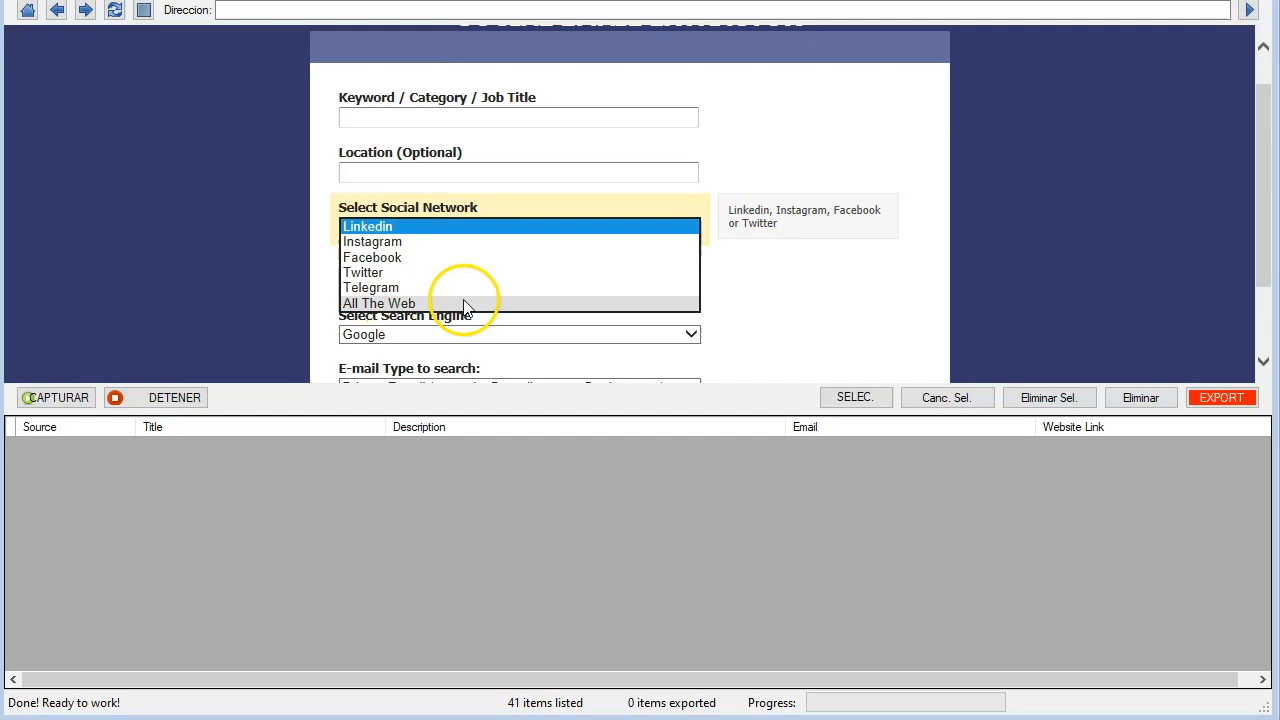 Direccion:
Keyword / Category / Job Title
Location (Optional)
Select Social Network
Linkedin
Instagram
Facebook
Twitter
Telegram
All The Web
Linkedin, Instagram, Facebook
or Twitter
Select Search Engine
Google
E-mail Type to search:
CAPTURAR
DETENER
SELEC.
Canc. Sel.
Eliminar Sel.
Eliminar
EXPORT
Source
Title
Description
Email
Website Link
Done! Ready to work!
41 items listed
0 items exported
Progress: